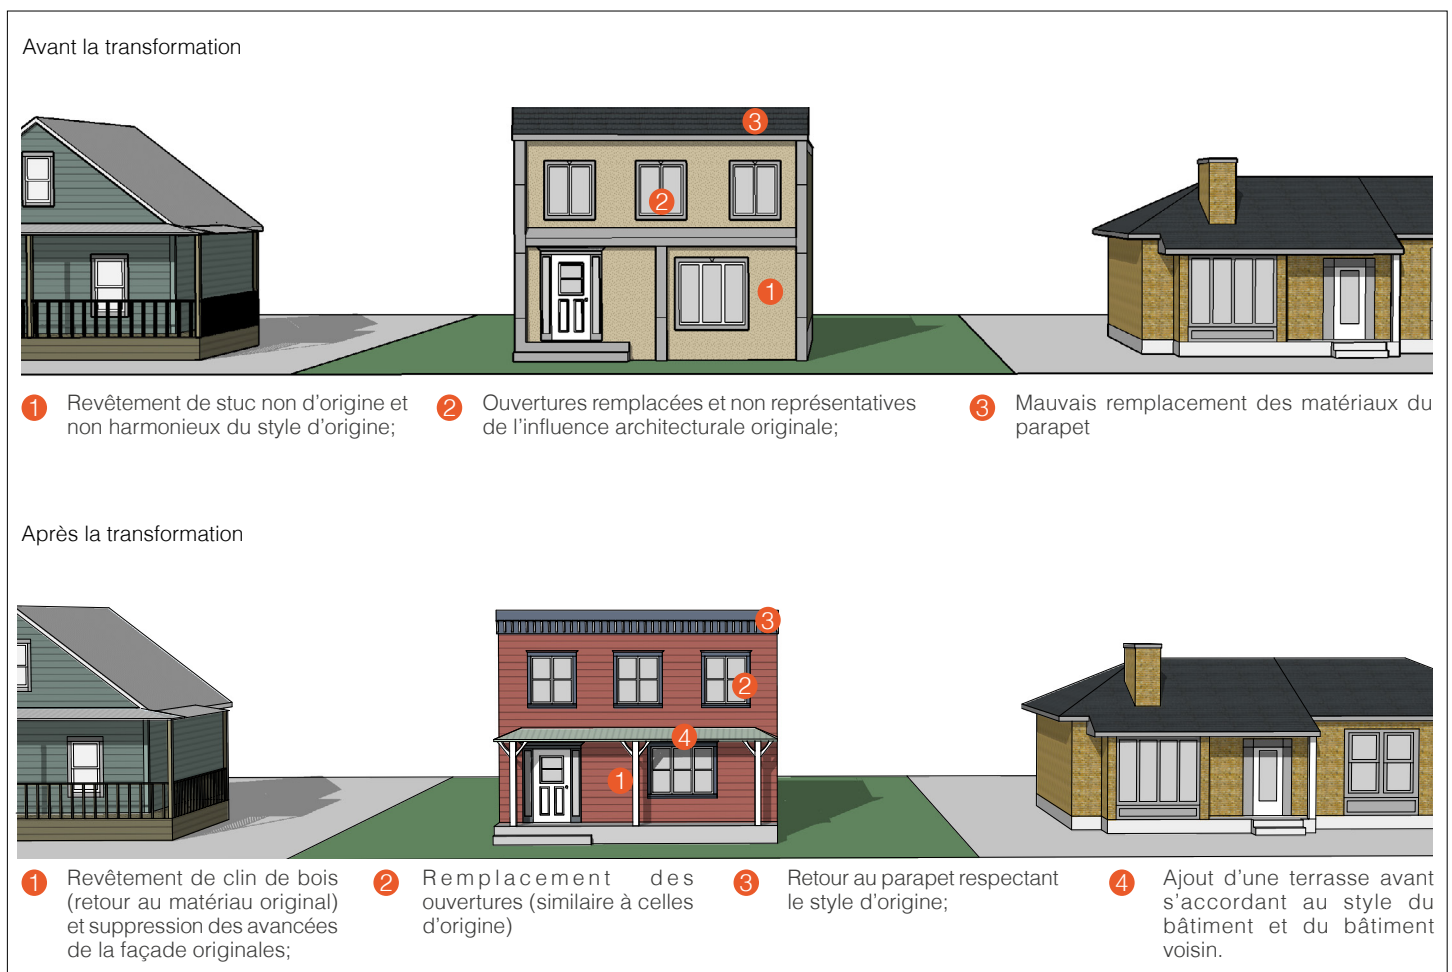 Avant la transformation
3
2
1
1 Revêtement de stuc non d'origine et
non harmonieux du style d'origine;
2 Ouvertures remplacées et non représentatives
de l'influence architecturale originale;
3 Mauvais remplacement des matériaux du
parapet
Après la transformation
3
2
4
1
1 Revêtement de clin de bois
(retour au matériau original)
et suppression des avancées
de la façade originales;
2 Remplacement des
ouvertures (similaire à celles
d'origine)
3 Retour au parapet respectant
le style d'origine;
4 Ajout d'une terrasse avant
s'accordant au style du
bâtiment et du bâtiment
voisin.